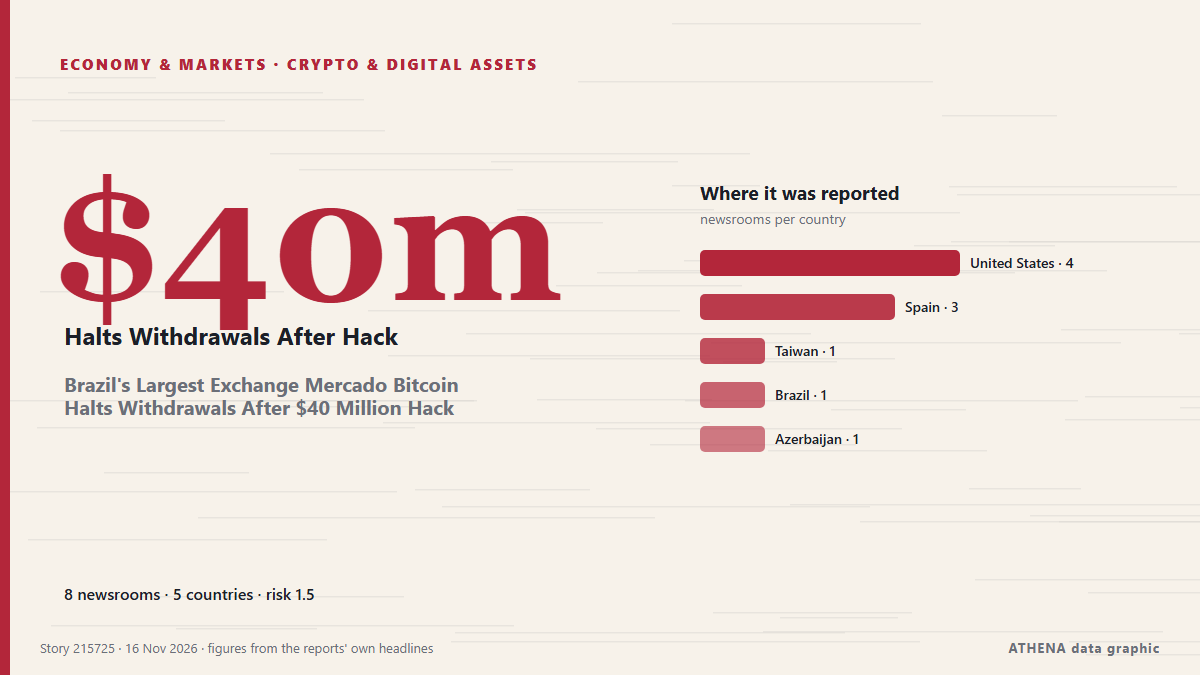 ECONOMY & MARKETS · CRYPTO & DIGITAL ASSETS
$40m
Halts Withdrawals After Hack
Brazil's Largest Exchange Mercado Bitcoin
Halts Withdrawals After $40 Million Hack
Where it was reported
newsrooms per country
United States · 4
Spain · 3
Taiwan · 1
Brazil · 1
Azerbaijan · 1
8 newsrooms · 5 countries · risk 1.5
Story 215725 · 16 Nov 2026 · figures from the reports' own headlines
ATHENA data graphic